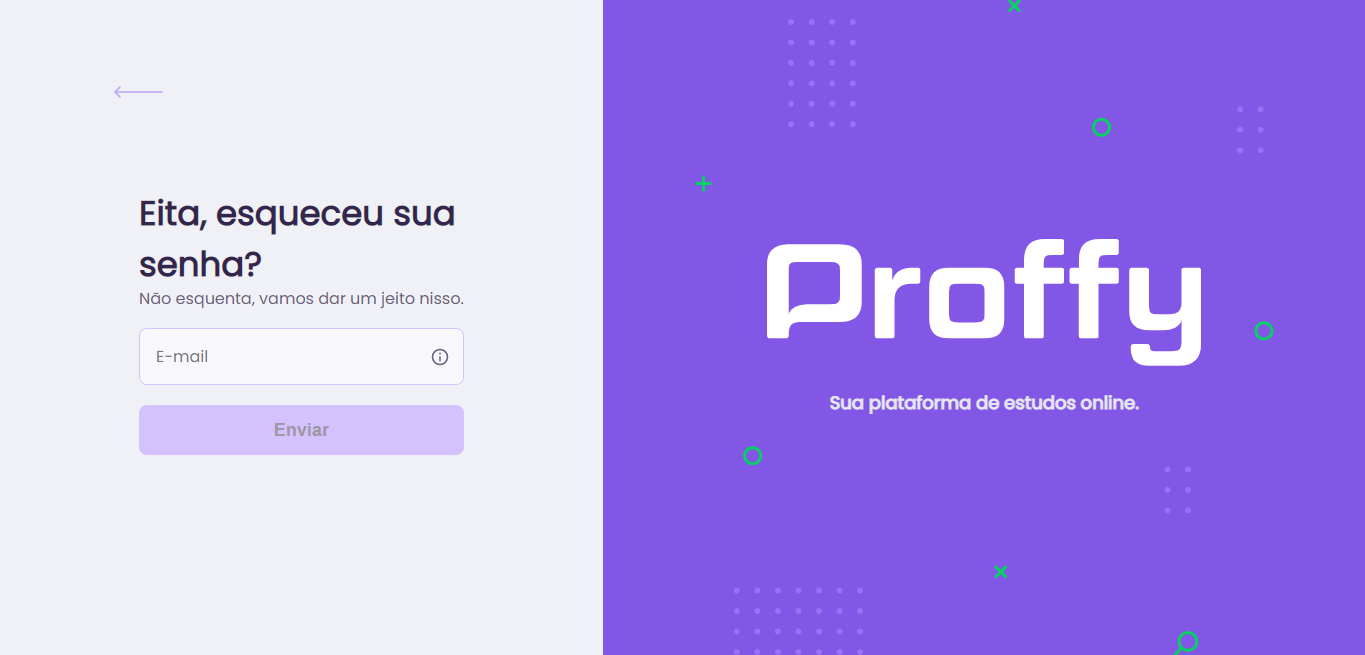 Eita, esqueceu sua
senha?
Não esquenta, vamos dar um jeito nisso.
E-mail
Enviar
Proffy
Sua plataforma de estudos online.